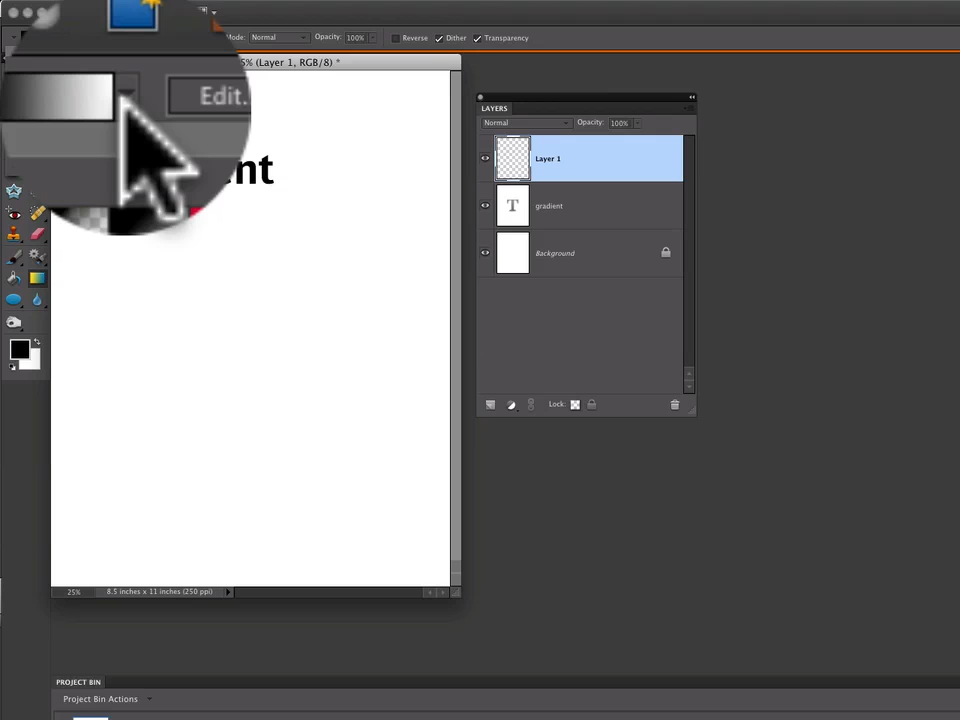 Mode: Normal Opacity: 100% Reverse Dither Transparency
5% (Layer 1, RGB/8) *
Edit.
nt
LAYERS
Normal Opacity: 100%
Layer 1
T gradient
Background
Lock:
25% 8.5 inches x 11 inches (250 ppi)
PROJECT BIN
Project Bin Actions